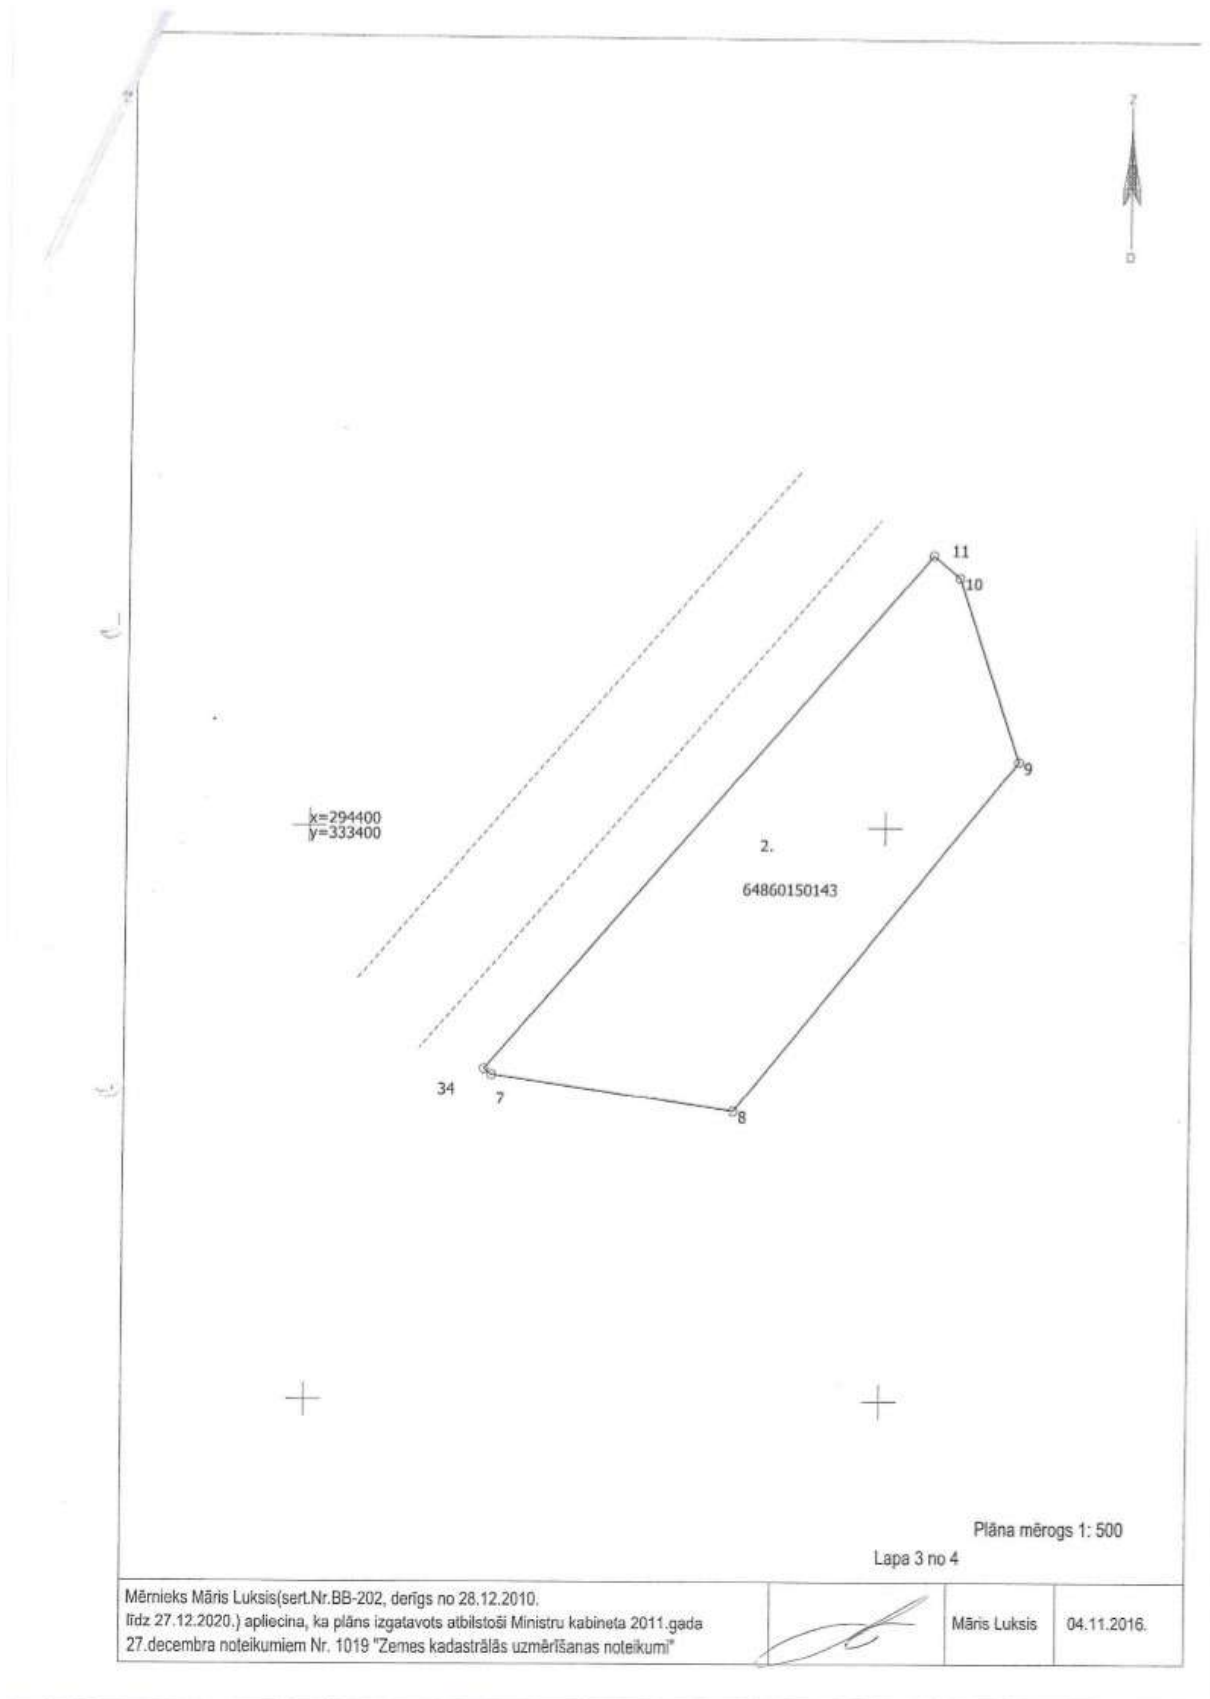 Z
D
11
10
9
x=294400
y=333400
2.
64860150143
34
7
8
Plāna mērogs 1: 500
Lapa 3 no 4
Mērnieks Māris Luksis(sert.Nr.BB-202, derīgs no 28.12.2010.
līdz 27.12.2020.) apliecina, ka plāns izgatavots atbilstoši Ministru kabineta 2011.gada
27.decembra noteikumiem Nr. 1019 "Zemes kadastrālās uzmērīšanas noteikumi"
Māris Luksis
04.11.2016.